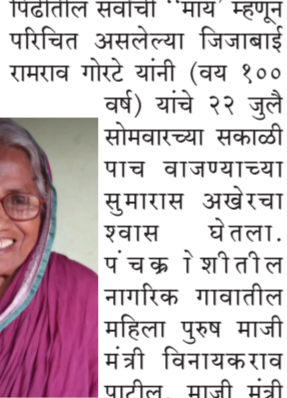 पिढीतील सर्वांची ''माय' म्हणून
परिचित असलेल्या जिजाबाई
रामराव गोरटे यांनी (वय १००
वर्ष) यांचे २२ जुलै
सोमवारच्या सकाळी
पाच वाजण्याच्या
सुमारास अखेरचा
श्वास घेतला.
पंचक्रोशीतील
नागरिक गावातील
महिला पुरुष माजी
मंत्री विनायकराव
पाटील, माजी मंत्री